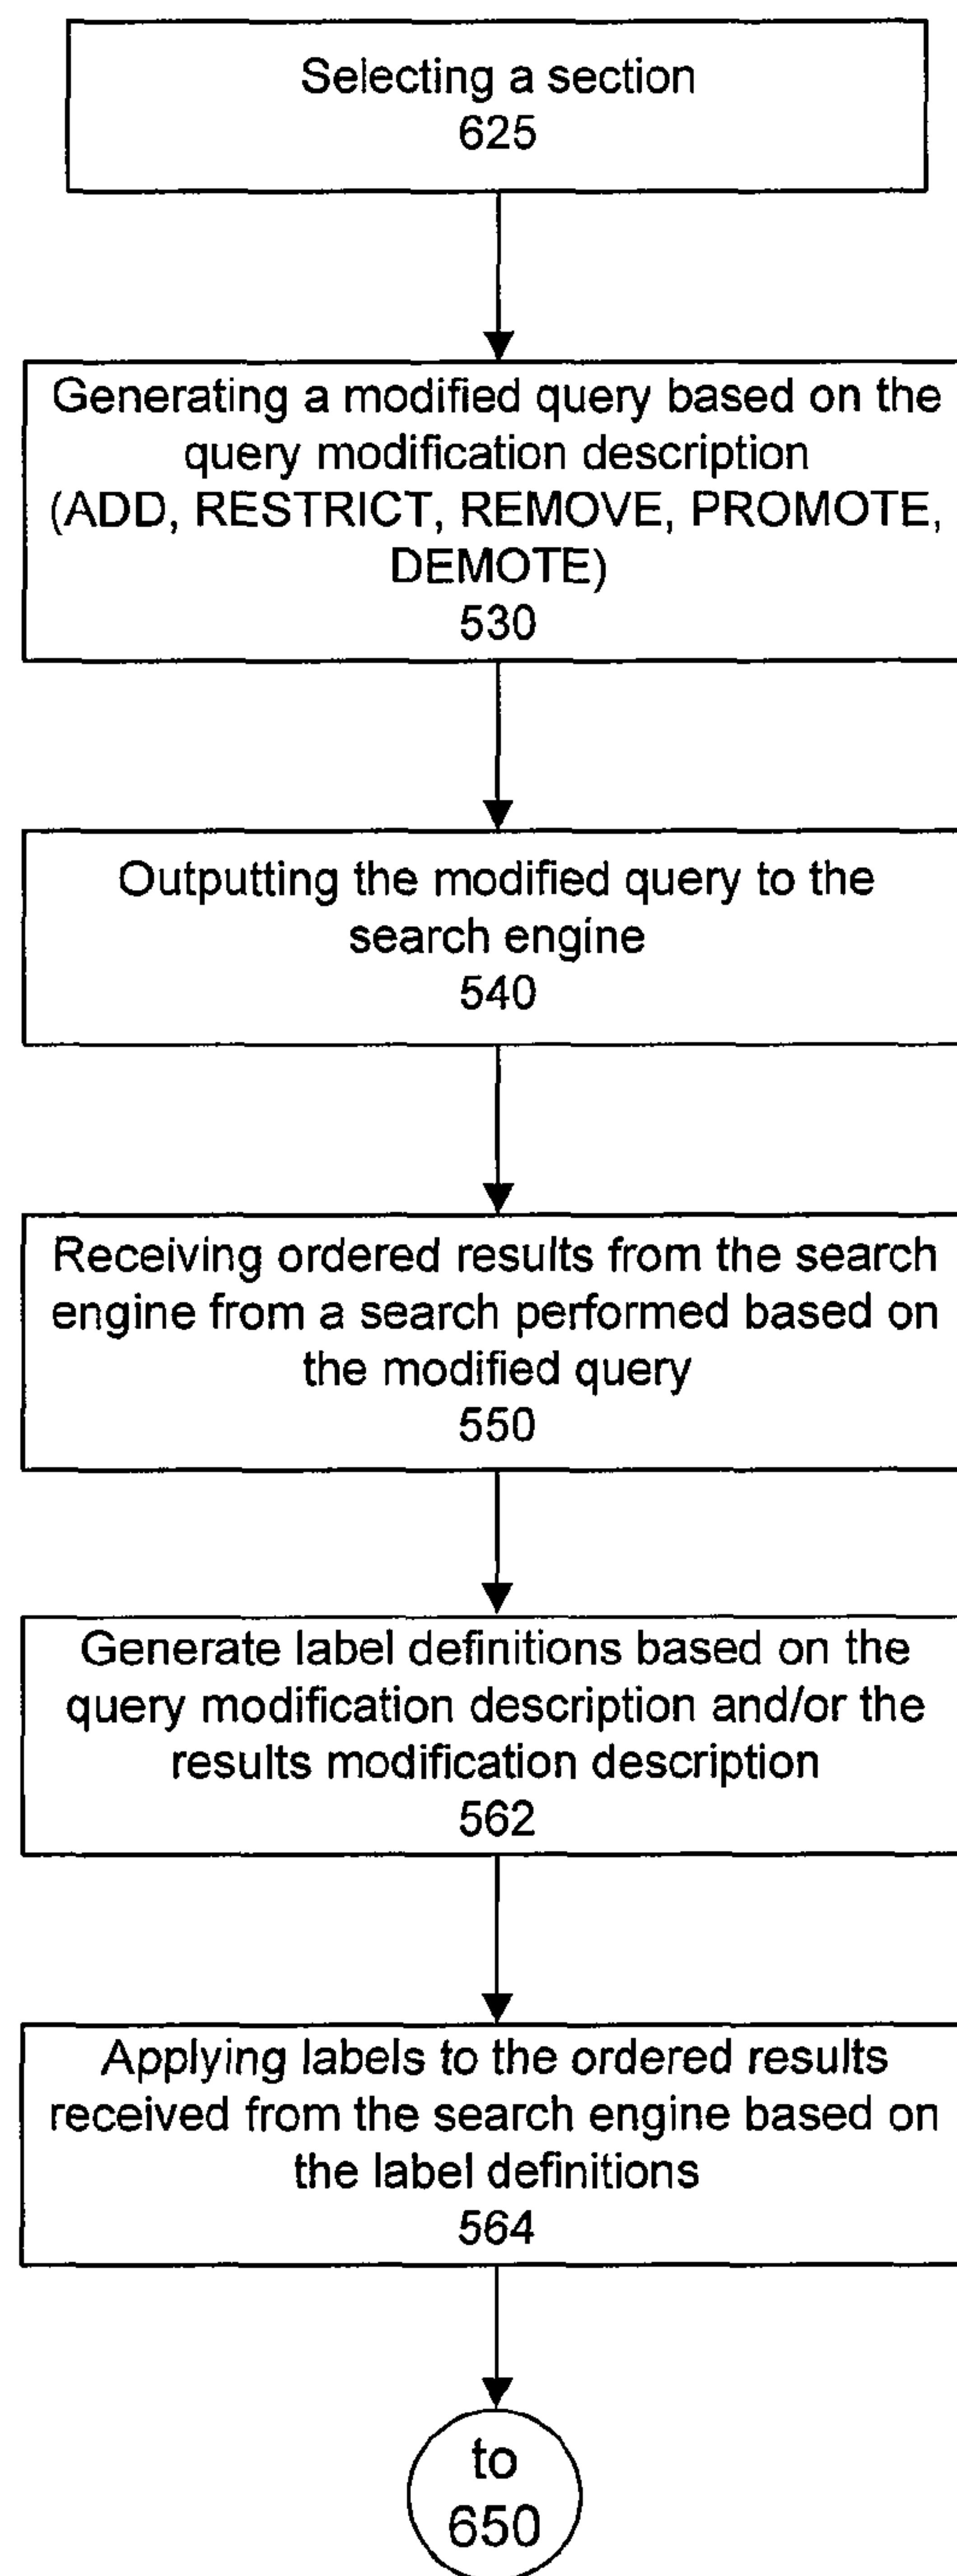 Selecting a section
625
Generating a modified query based on the
query modification description
(ADD, RESTRICT, REMOVE, PROMOTE,
DEMOTE)
530
Outputting the modified query to the
search engine
540
Receiving ordered results from the search
engine from a search performed based on
the modified query
550
Generate label definitions based on the
query modification description and/or the
results modification description
562
Applying labels to the ordered results
received from the search engine based on
the label definitions
564
to
650